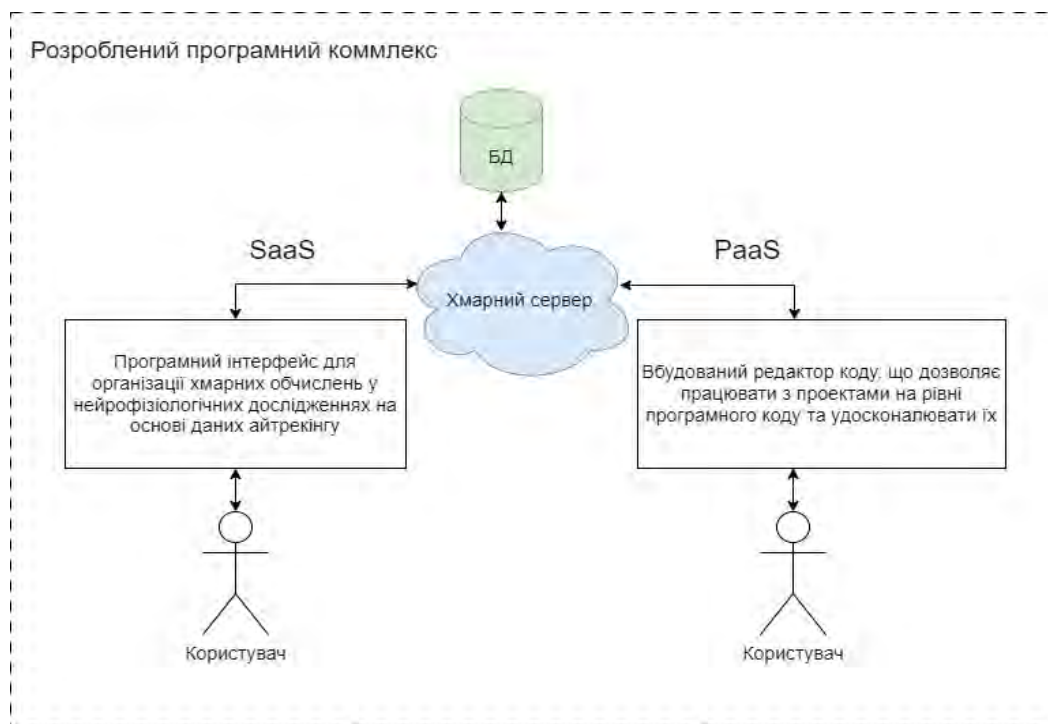 Розроблений програмний коммлекс
БД
SaaS
PaaS
Хмарний сервер
Програмний інтерфейс для
організації хмарних обчислень у
нейрофізіологічних дослідженнях на
основі даних айтрекінгу
Вбудований редактор коду, що дозволяє
працювати з проектами на рівні
програмного коду та удосконалювати їх
Користувач
Користувач